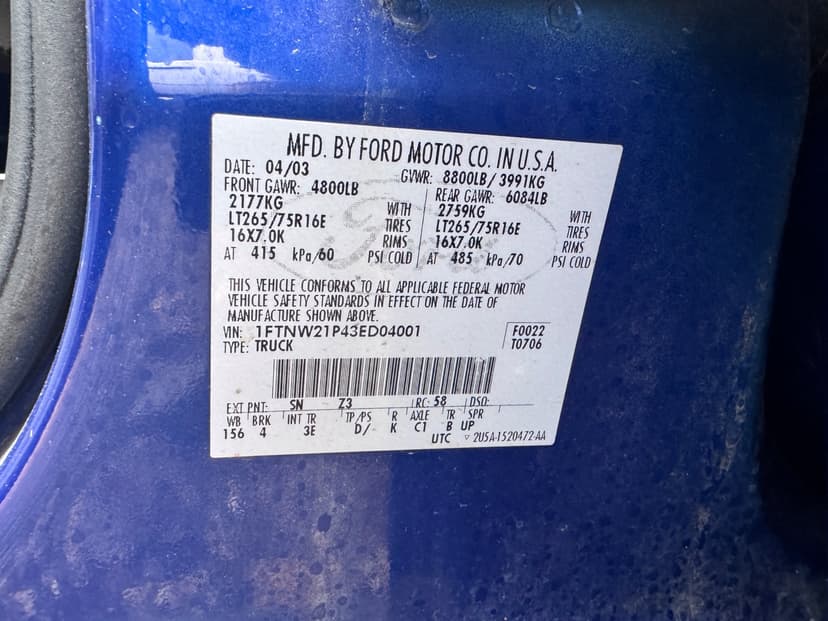 MFD. BY FORD MOTOR CO. IN U.S.A.
DATE: 04/03 GVWR: 8800LB/3991KG
FRONT GAWR: 4800LB REAR GAWR: 6084LB
2177KG WITH 2759KG WITH
LT265/75R16E TIRES LT265/75R16E TIRES
16X7.0K RIMS 16X7.0K RIMS
AT 415 kPa/60 PSI COLD AT 485 kPa/70 PSI COLD
Ford
THIS VEHICLE CONFORMS TO ALL APPLICABLE FEDERAL MOTOR
VEHICLE SAFETY STANDARDS IN EFFECT ON THE DATE OF
MANUFACTURE SHOWN ABOVE.
VIN: 1FTNW21P43ED04001 F0022
TYPE: TRUCK T0706
EXT PNT: SN Z3 RC: 58 DSO:
WB BRK INT TR TP/PS R AXLE TR SPR
156 4 3E D/ K C1 B UP
UTC ▽ 2U5A-1520472-AA